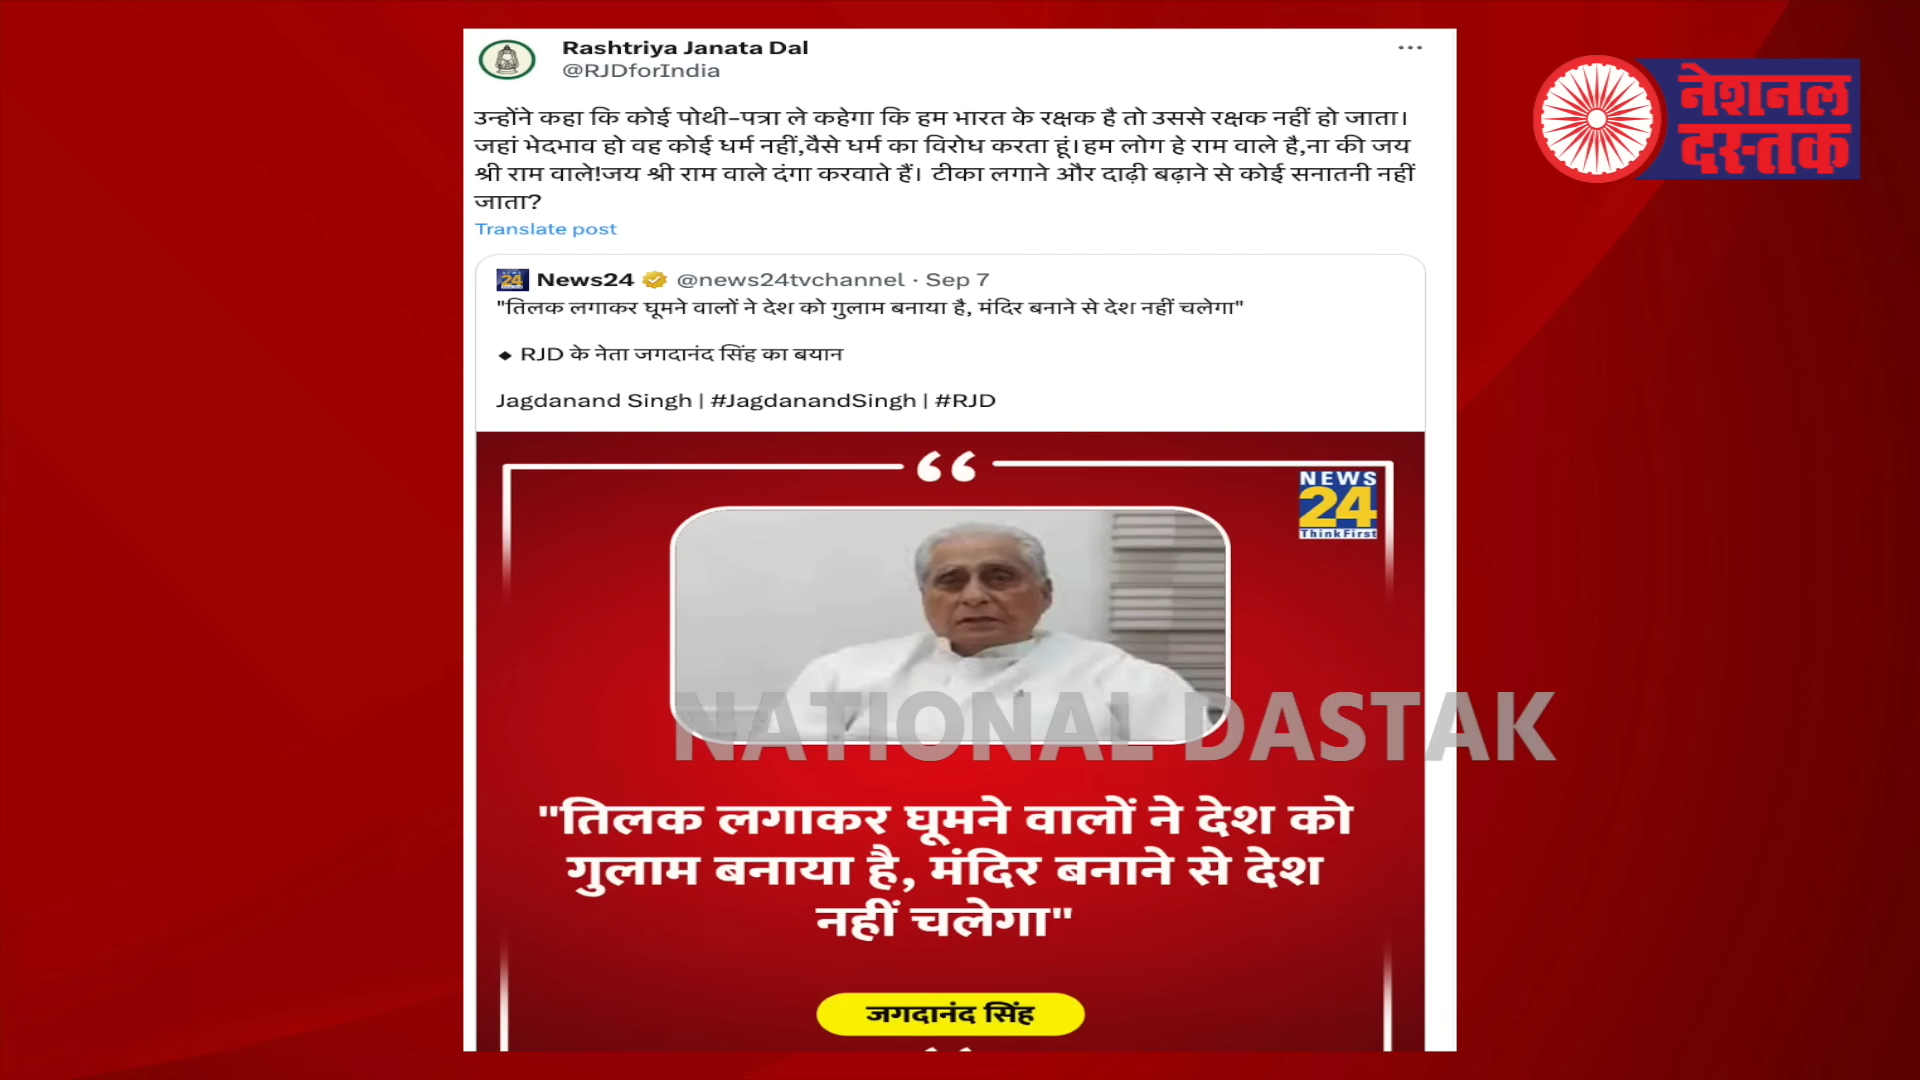 Rashtriya Janata Dal
@RJDforIndia
नेशनल
दस्तक
उन्होंने कहा कि कोई पोथी-पत्रा ले कहेगा कि हम भारत के रक्षक है तो उससे रक्षक नहीं हो जाता।
जहां भेदभाव हो वह कोई धर्म नहीं,वैसे धर्म का विरोध करता हूं।हम लोग हे राम वाले है,ना की जय
श्री राम वाले!जय श्री राम वाले दंगा करवाते हैं। टीका लगाने और दाढ़ी बढ़ाने से कोई सनातनी नहीं
जाता?
Translate post
News24 @news24tvchannel · Sep 7
"तिलक लगाकर घूमने वालों ने देश को गुलाम बनाया है, मंदिर बनाने से देश नहीं चलेगा"
◆ RJD के नेता जगदानंद सिंह का बयान
Jagdanand Singh | #JagdanandSingh | #RJD
NEWS
24
Think First
NATIONAL DASTAK
"तिलक लगाकर घूमने वालों ने देश को
गुलाम बनाया है, मंदिर बनाने से देश
नहीं चलेगा"
जगदानंद सिंह